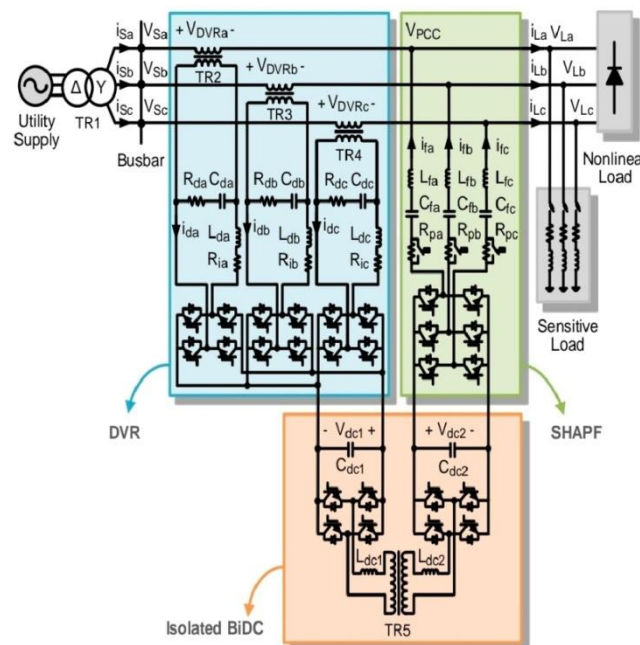 iSa VSa + VDVRa - VPCC iLa VLa
TR2
iSb VSb + VDVRb - iLb VLb
Δ Y
TR3
iSc VSc + VDVRc - iLc VLc
TR1
Utility Supply
Busbar
TR4
ifa ifb ifc
Nonlinear Load
Rda Cda Rdb Cdb Rdc Cdc
Lfa Lfb Lfc
Cfa Cfb Cfc
ida idb idc
Lda Ldb Ldc
Rpa Rpb Rpc
Ria Rib Ric
Sensitive Load
DVR
SHAPF
- Vdc1 + + Vdc2 -
Cdc1 Cdc2
Ldc1 Ldc2
Isolated BiDC
TR5